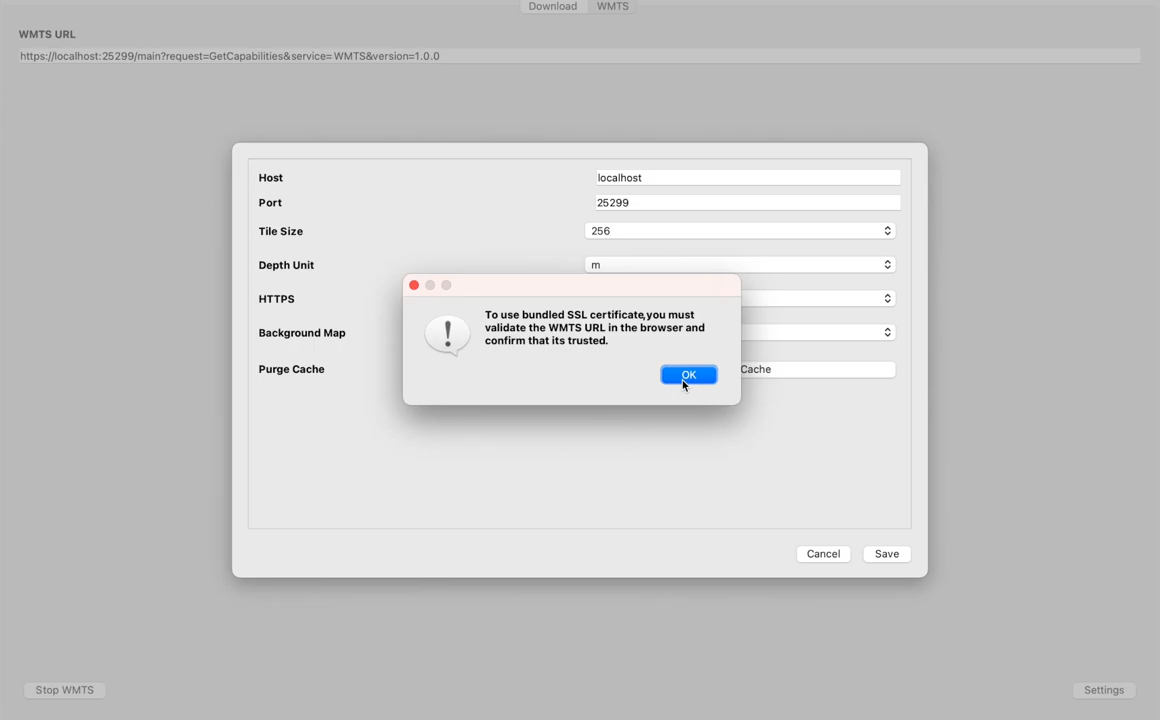 Download WMTS
WMTS URL
https://localhost:25299/main?request=GetCapabilities&service=WMTS&version=1.0.0
Host localhost
Port 25299
Tile Size 256
Depth Unit m
HTTPS
To use bundled SSL certificate,you must
validate the WMTS URL in the browser and
confirm that its trusted.
Background Map
Purge Cache Cache
OK
Cancel Save
Stop WMTS Settings